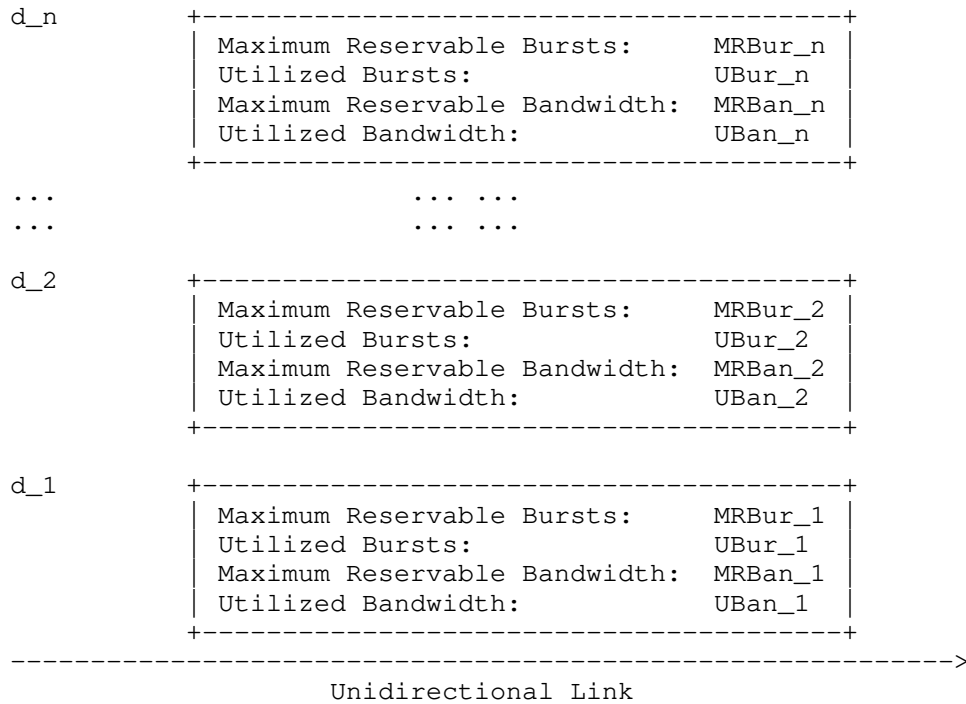 d_n +----------------------------------------+
| Maximum Reservable Bursts: MRBur_n |
| Utilized Bursts: UBur_n |
| Maximum Reservable Bandwidth: MRBan_n |
| Utilized Bandwidth: UBan_n |
+----------------------------------------+
... ... ...
... ... ...
d_2 +----------------------------------------+
| Maximum Reservable Bursts: MRBur_2 |
| Utilized Bursts: UBur_2 |
| Maximum Reservable Bandwidth: MRBan_2 |
| Utilized Bandwidth: UBan_2 |
+----------------------------------------+
d_1 +----------------------------------------+
| Maximum Reservable Bursts: MRBur_1 |
| Utilized Bursts: UBur_1 |
| Maximum Reservable Bandwidth: MRBan_1 |
| Utilized Bandwidth: UBan_1 |
+----------------------------------------+
----------------------------------------------------------->
Unidirectional Link